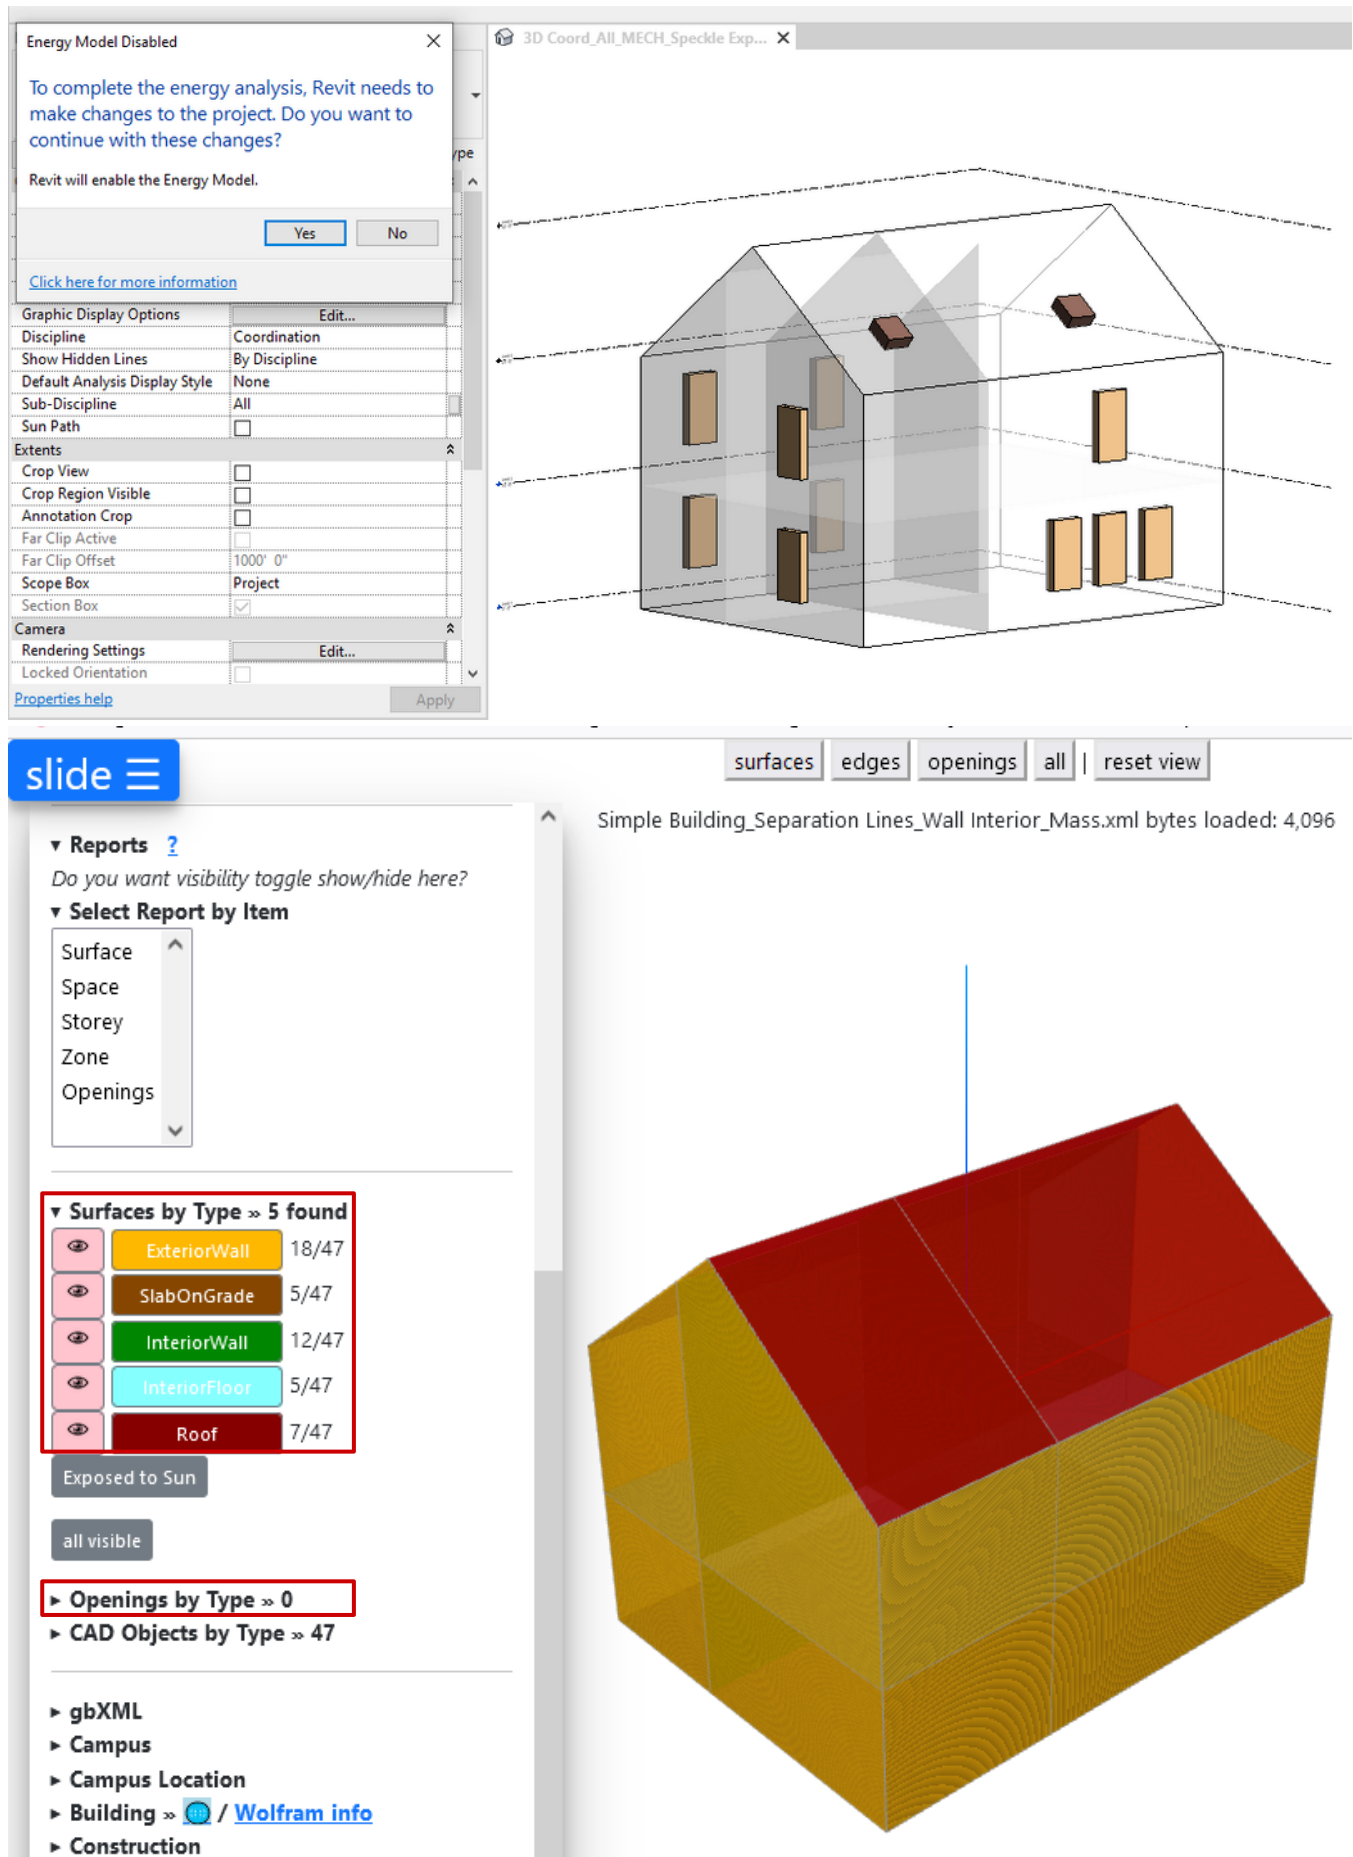 Energy Model Disabled
To complete the energy analysis, Revit needs to
make changes to the project. Do you want to
continue with these changes?
Revit will enable the Energy Model.
Yes No
Click here for more information
3D Coord_All_MECH_Speckle Exp...
Graphic Display Options Edit...
Discipline Coordination
Show Hidden Lines By Discipline
Default Analysis Display Style None
Sub-Discipline All
Sun Path
Extents
Crop View
Crop Region Visible
Annotation Crop
Far Clip Active
Far Clip Offset 1000' 0"
Scope Box Project
Section Box
Camera
Rendering Settings Edit...
Locked Orientation
Properties help Apply
slide ☰
surfaces edges openings all | reset view
Simple Building_Separation Lines_Wall Interior_Mass.xml bytes loaded: 4,096
▾ Reports ?
Do you want visibility toggle show/hide here?
▾ Select Report by Item
Surface
Space
Storey
Zone
Openings
▾ Surfaces by Type » 5 found
ExteriorWall 18/47
SlabOnGrade 5/47
InteriorWall 12/47
InteriorFloor 5/47
Roof 7/47
Exposed to Sun
all visible
▸ Openings by Type » 0
▸ CAD Objects by Type » 47
▸ gbXML
▸ Campus
▸ Campus Location
▸ Building » / Wolfram info
▸ Construction